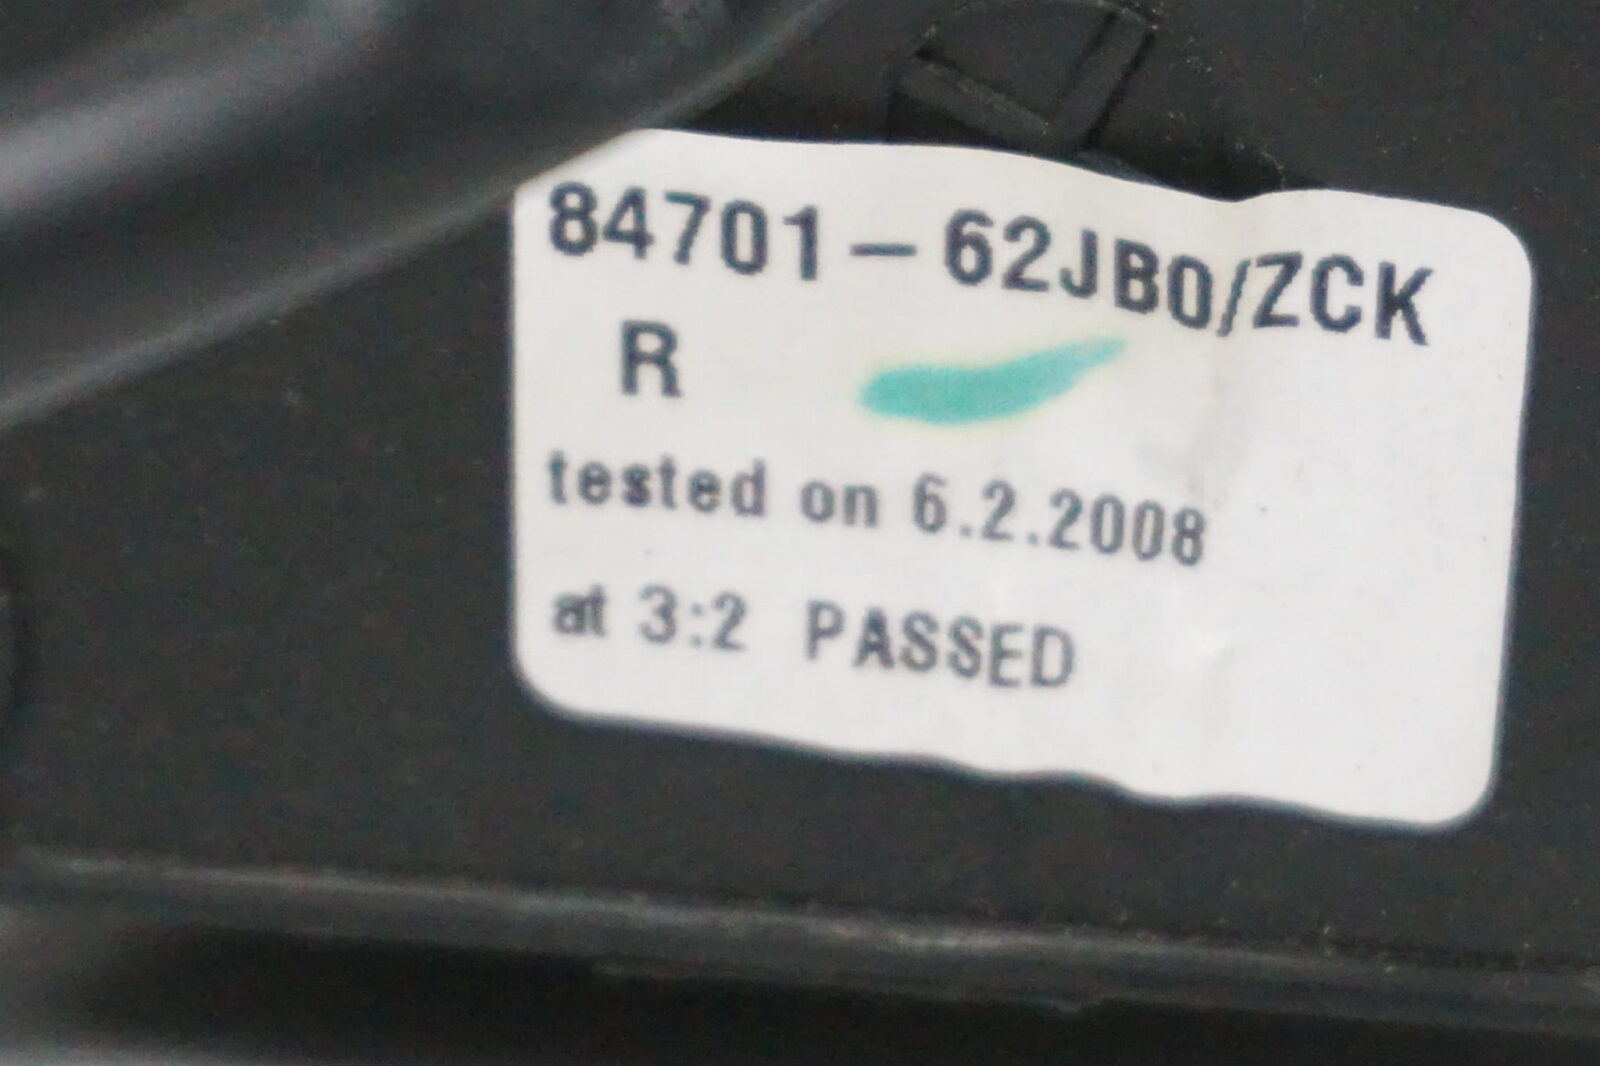 84701-62JB0/ZCK
R
tested on 6.2.2008
at 3:2 PASSED